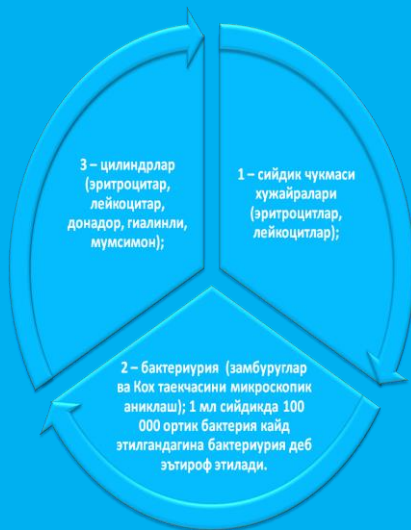 1 – сийдик чукмаси
хужайралари
(эритроцитлар,
лейкоцитлар);
2 – бактериурия (замбуруглар
ва Кох таекчасини микроскопик
аниклаш); 1 мл сийдикда 100
000 ортик бактерия кайд
этилгандагина бактериурия деб
эътироф этилади.
3 – цилиндрлар
(эритроцитар,
лейкоцитар,
донадор, гиалинли,
мумсимон);